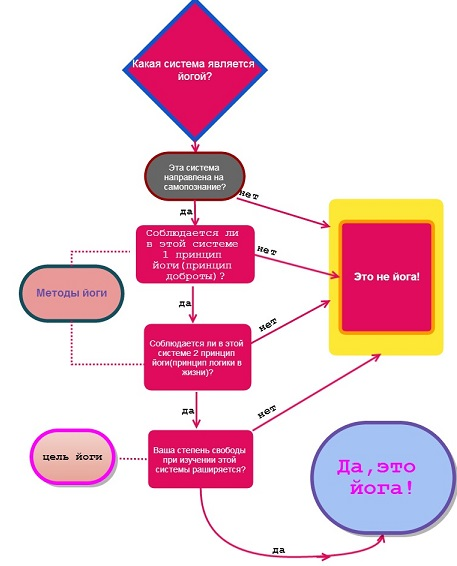 Какая система является
йогой?
Эта система
направлена на
самопознание?
нет
да
Соблюдается ли
в этой системе
1 принцип
йоги(принцип
доброты)?
нет
Это не йога!
Методы йоги
да
нет
Соблюдается ли в этой
системе 2 принцип
йоги(принцип логики в
жизни)?
да
нет
цель йоги
Ваша степень свободы
при изучении этой
системы раширяется?
Да,это
йога!
да